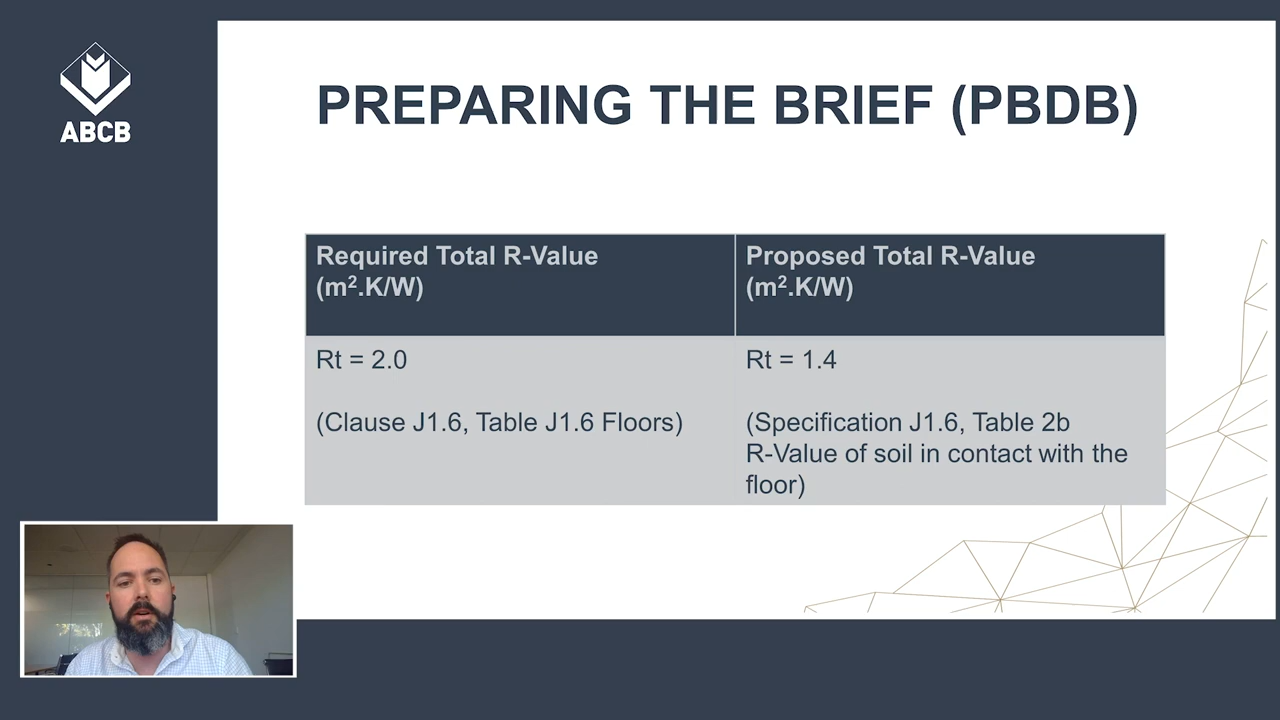 ABCB
PREPARING THE BRIEF (PBDB)
Required Total R-Value
(m².K/W)
Proposed Total R-Value
(m².K/W)
Rt = 2.0
(Clause J1.6, Table J1.6 Floors)
Rt = 1.4
(Specification J1.6, Table 2b
R-Value of soil in contact with the
floor)